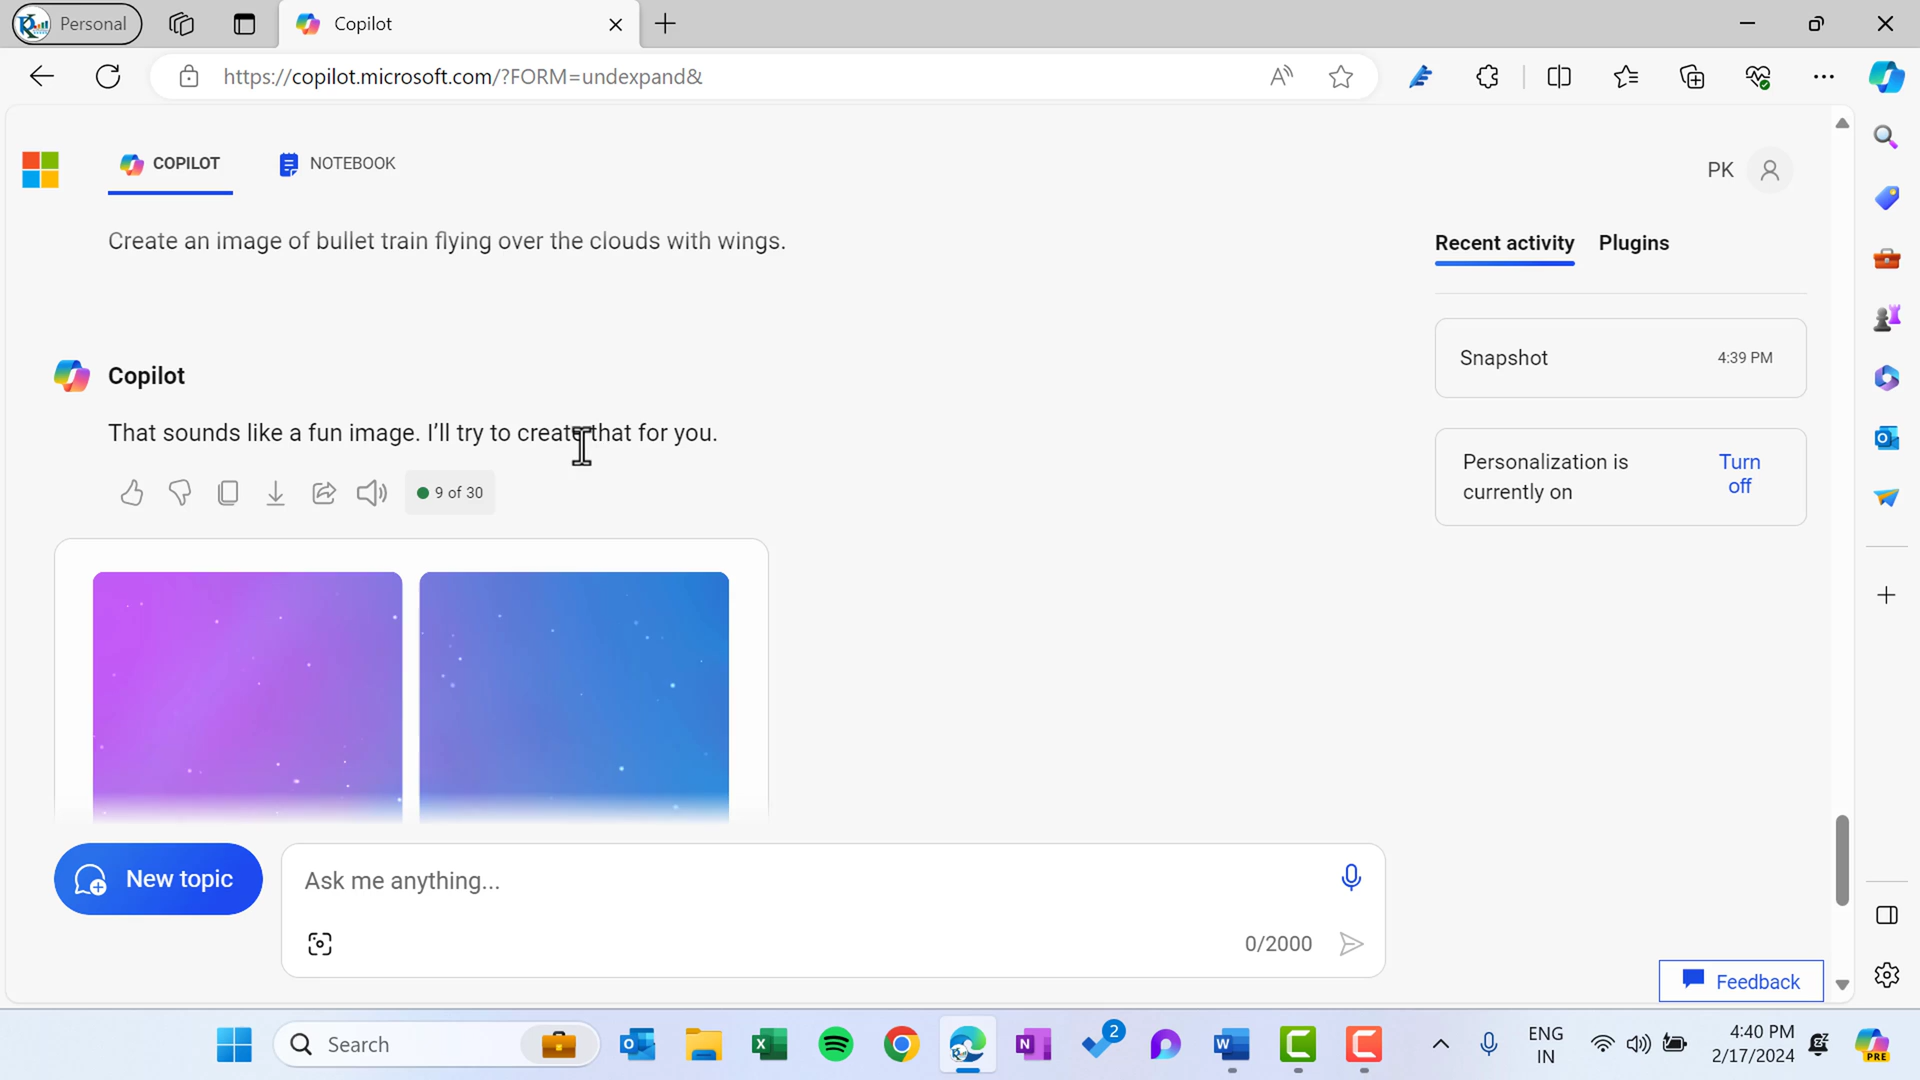 Personal
Copilot
https://copilot.microsoft.com/?FORM=undexpand&
COPILOT
NOTEBOOK
PK
Create an image of bullet train flying over the clouds with wings.
Recent activity
Plugins
Snapshot
4:39 PM
Copilot
That sounds like a fun image. I'll try to create that for you.
Personalization is
currently on
Turn
off
9 of 30
New topic
Ask me anything...
0/2000
Feedback
Search
2
ENG
IN
4:40 PM
2/17/2024
PRE